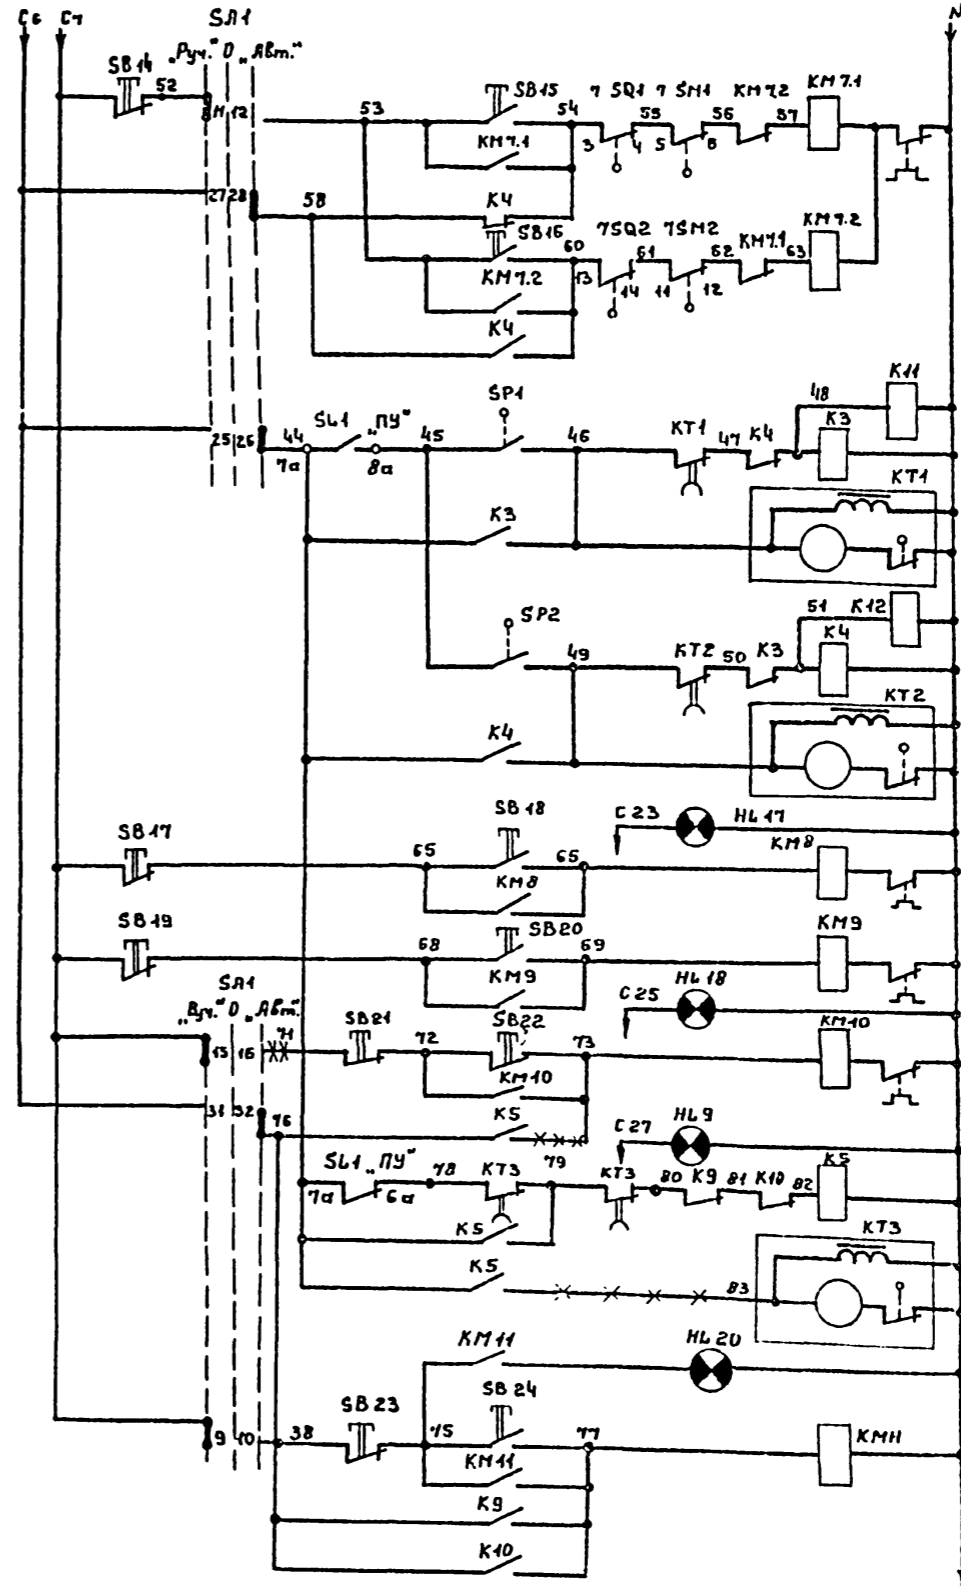 С6 С7 SA1 N
„Руч." 0 „Авт."
SB14 52
11 12
53 SB15 54 7 SQ1 55 7 SM1 56 KM7.2 57 KM7.1
3 4 5 6
KM7.1
27 28 58 K4
SB16 60 7SQ2 61 7SM2 62 KM7.1 63 KM7.2
13 14 11 12
KM7.2
K4
K11
48
SP1 K3
25 26 44 SL1 „ПУ" 45 46 KT1 47 K4
7а 8а
KT1
K3
51 K12
SP2 49 KT2 50 K3 K4
KT2
K4
SB18 C23 HL17
SB17 65 65 KM8
KM8
SB19 68 SB20 69 KM9
KM9
SA1 C25 HL18
„Вуч." 0 „Авт."
15 16 71 SB21 72 SB22 73 KM10
KM10
31 32 76 K5 79
C27 HL9
SL1 „ПУ" 78 KT3 KT3 80 K9 81 K10 82 K5
7а 6а
K5
KT3
K5 83
KM11 HL20
9 10 38 SB23 75 SB24 77 KM11
KM11
K9
K10